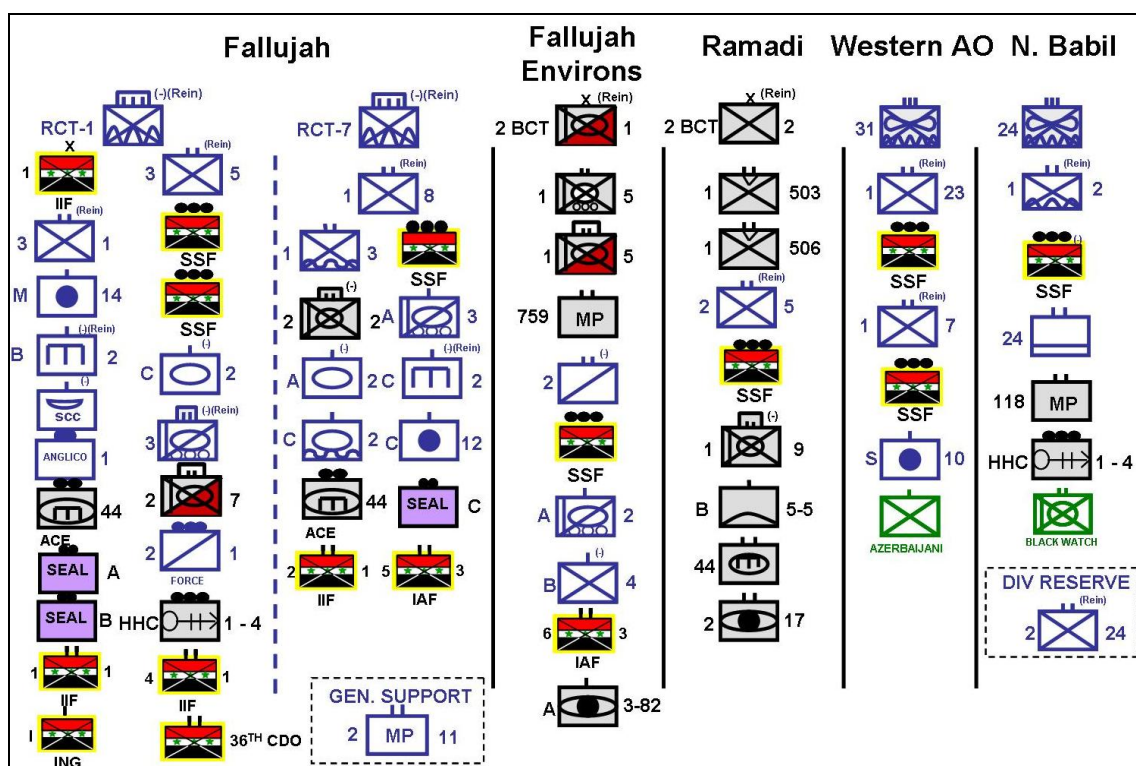 Fallujah
Fallujah Environs
Ramadi
Western AO
N. Babil
RCT-1 (-)(Rein)
X
1
IIF
3 (Rein) 1
M 14
B (-)(Rein) 2
(-)
SCC
ANGLICO 1
44
ACE
SEAL A
SEAL B
1 1
IIF
I
ING
3 (Rein) 5
SSF
SSF
C (-) 2
3 (-)(Rein)
2 7
2 1
FORCE
HHC 1 - 4
4 1
IIF
36TH CDO
RCT-7 (-)(Rein)
1 (Rein) 8
1 3
SSF
2 (-) 2
A 3
A (-) 2
C (-)(Rein) 2
C 2
C 12
44
ACE
SEAL C
2 1
IIF
5 3
IAF
GEN. SUPPORT
2 MP 11
X (Rein)
2 BCT 1
1 5
1 5
759 MP
2 (-)
SSF
A 2
B (-) 4
6 3
IAF
A 3-82
X (Rein)
2 BCT 2
1 503
1 506
2 (Rein) 5
SSF
1 (-) 9
B 5-5
44
2 17
31
1 (Rein) 23
SSF
1 (Rein) 7
SSF
S 10
AZERBAIJANI
24
1 (Rein) 2
(-)
SSF
24
118 MP
HHC 1 - 4
BLACK WATCH
DIV RESERVE
2 (Rein) 24